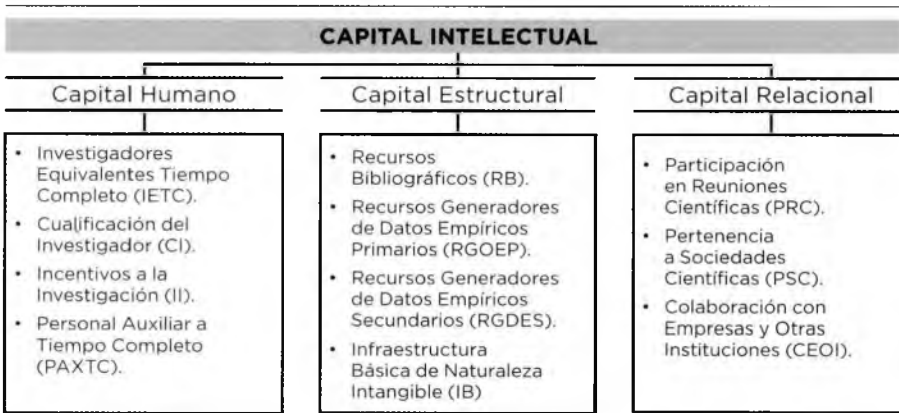 CAPITAL INTELECTUAL
Capital Humano
• Investigadores
Equivalentes Tiempo
Completo (IETC).
• Cualificación del
Investigador (CI).
• Incentivos a la
Investigación (II).
• Personal Auxiliar a
Tiempo Completo
(PAXTC).
Capital Estructural
• Recursos
Bibliográficos (RB).
• Recursos Generadores
de Datos Empíricos
Primarios (RGOEP).
• Recursos Generadores
de Datos Empíricos
Secundarios (RGDES).
• Infraestructura
Básica de Naturaleza
Intangible (IB)
Capital Relacional
• Participación
en Reuniones
Científicas (PRC).
• Pertenencia
a Sociedades
Científicas (PSC).
• Colaboración con
Empresas y Otras
Instituciones (CEOI).